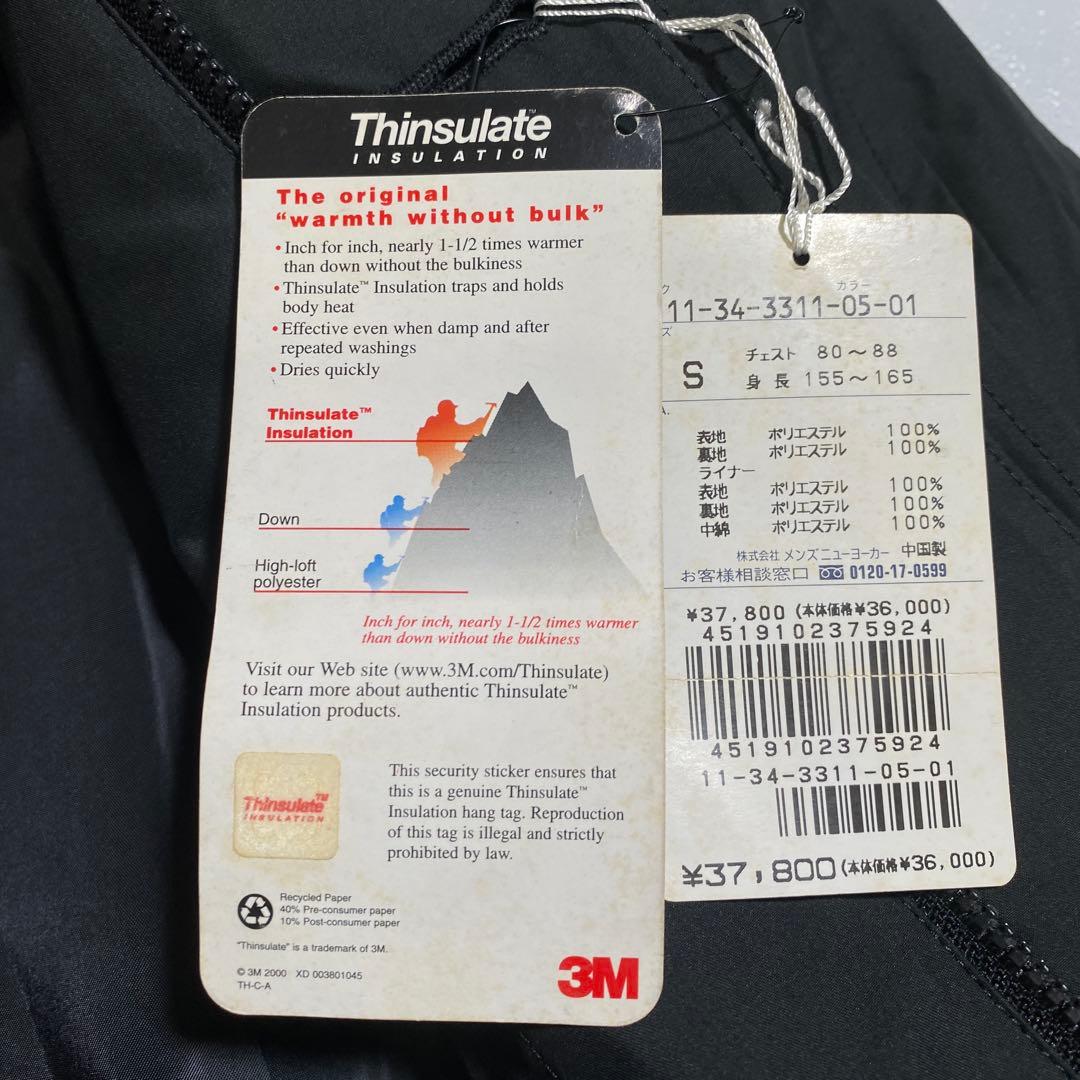 Thinsulate™
INSULATION
The original
“warmth without bulk”
• Inch for inch, nearly 1-1/2 times warmer
than down without the bulkiness
• Thinsulate™ Insulation traps and holds
body heat
• Effective even when damp and after
repeated washings
• Dries quickly
Thinsulate™
Insulation
Down
High-loft
polyester
Inch for inch, nearly 1-1/2 times warmer
than down without the bulkiness
Visit our Web site (www.3M.com/Thinsulate)
to learn more about authentic Thinsulate™
Insulation products.
Thinsulate™
INSULATION
This security sticker ensures that
this is a genuine Thinsulate™
Insulation hang tag. Reproduction
of this tag is illegal and strictly
prohibited by law.
Recycled Paper
40% Pre-consumer paper
10% Post-consumer paper
"Thinsulate" is a trademark of 3M.
© 3M 2000 XD 003801045
TH-C-A
3M
ク カラー
11-34-3311-05-01
ズ
S チェスト 80～88
身長 155～165
A.
表地 ポリエステル 100%
裏地 ポリエステル 100%
ライナー
表地 ポリエステル 100%
裏地 ポリエステル 100%
中綿 ポリエステル 100%
株式会社 メンズニューヨーカー 中国製
お客様相談窓口 0120-17-0599
¥37,800 (本体価格¥36,000)
4519102375924
4519102375924
11-34-3311-05-01
¥37,800 (本体価格¥36,000)